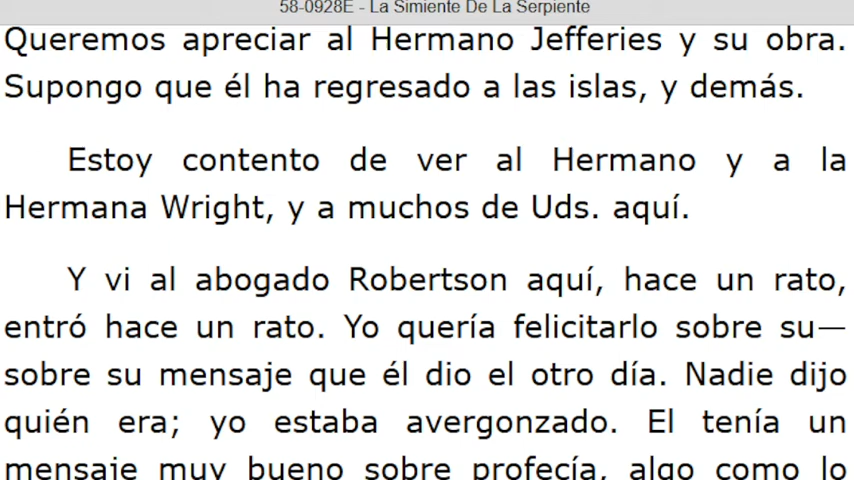 58-0928E - La Simiente De La Serpiente
Queremos apreciar al Hermano Jefferies y su obra.
Supongo que él ha regresado a las islas, y demás.
Estoy contento de ver al Hermano y a la
Hermana Wright, y a muchos de Uds. aquí.
Y vi al abogado Robertson aquí, hace un rato,
entró hace un rato. Yo quería felicitarlo sobre su—
sobre su mensaje que él dio el otro día. Nadie dijo
quién era; yo estaba avergonzado. El tenía un
mensaje muy bueno sobre profecía, algo como lo